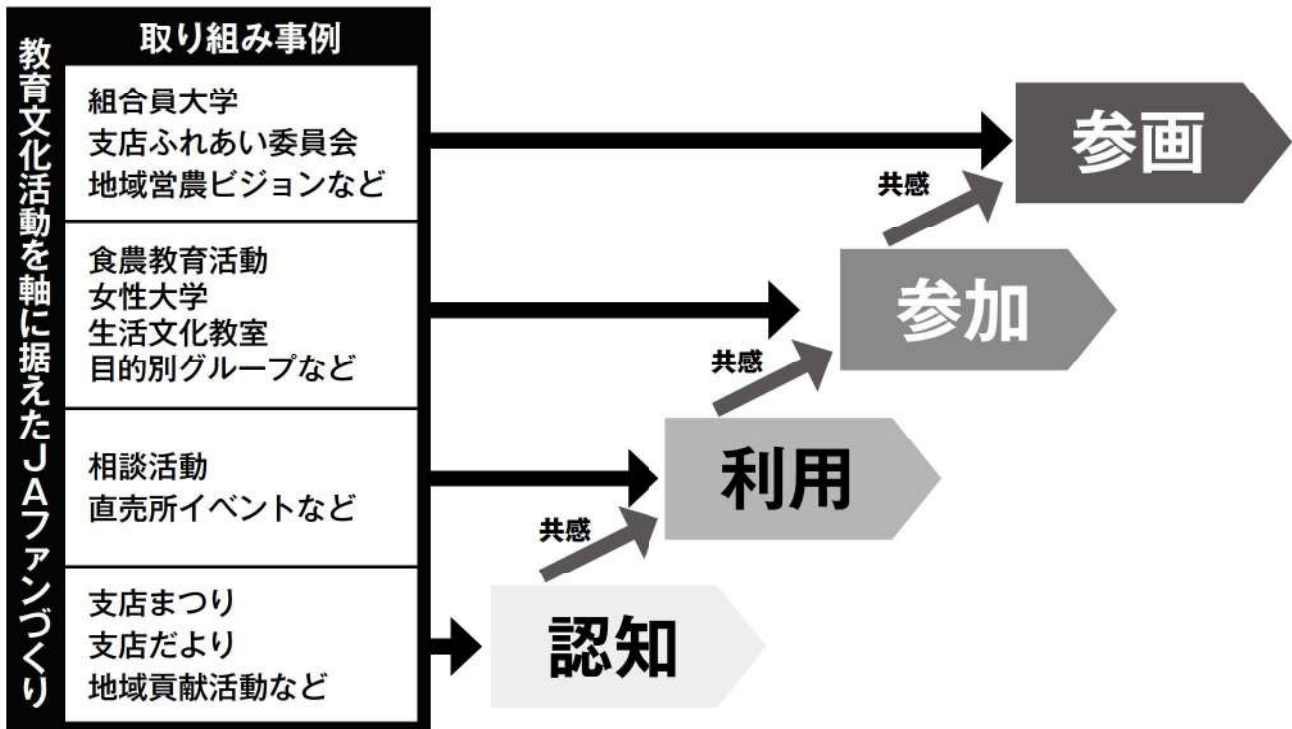 教育文化活動を軸に据えたJAファンづくり
取り組み事例
組合員大学
支店ふれあい委員会
地域営農ビジョンなど
参画
共感
食農教育活動
女性大学
生活文化教室
目的別グループなど
参加
共感
相談活動
直売所イベントなど
利用
共感
支店まつり
支店だより
地域貢献活動など
認知